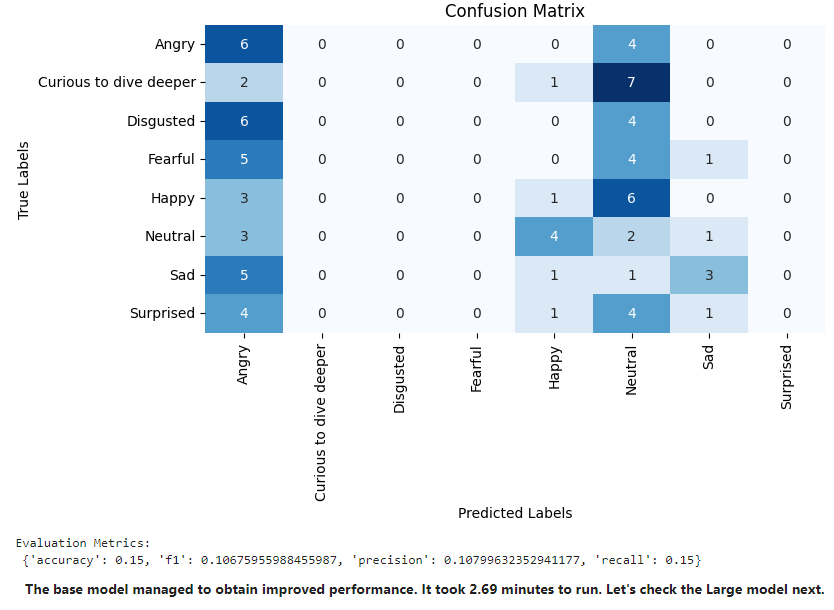 Confusion Matrix
Angry 6 0 0 0 0 4 0 0
Curious to dive deeper 2 0 0 0 1 7 0 0
Disgusted 6 0 0 0 0 4 0 0
Fearful 5 0 0 0 0 4 1 0
Happy 3 0 0 0 1 6 0 0
Neutral 3 0 0 0 4 2 1 0
Sad 5 0 0 0 1 1 3 0
Surprised 4 0 0 0 1 4 1 0
True Labels
Angry Curious to dive deeper Disgusted Fearful Happy Neutral Sad Surprised
Predicted Labels
Evaluation Metrics:
{'accuracy': 0.15, 'f1': 0.10675955988455987, 'precision': 0.10799632352941177, 'recall': 0.15}
The base model managed to obtain improved performance. It took 2.69 minutes to run. Let's check the Large model next.